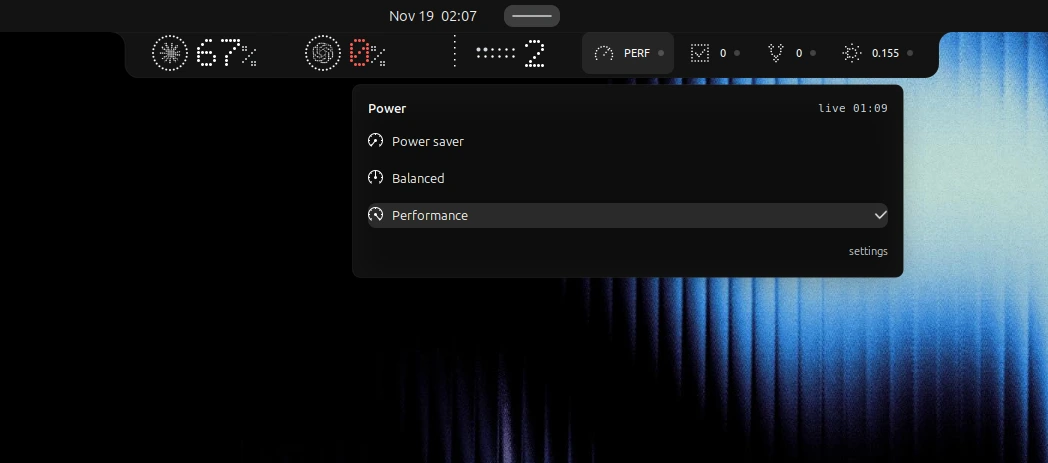 Nov 19 02:07
67% 0% 2 PERF 0 0 0.155
Power live 01:09
Power saver
Balanced
Performance
settings